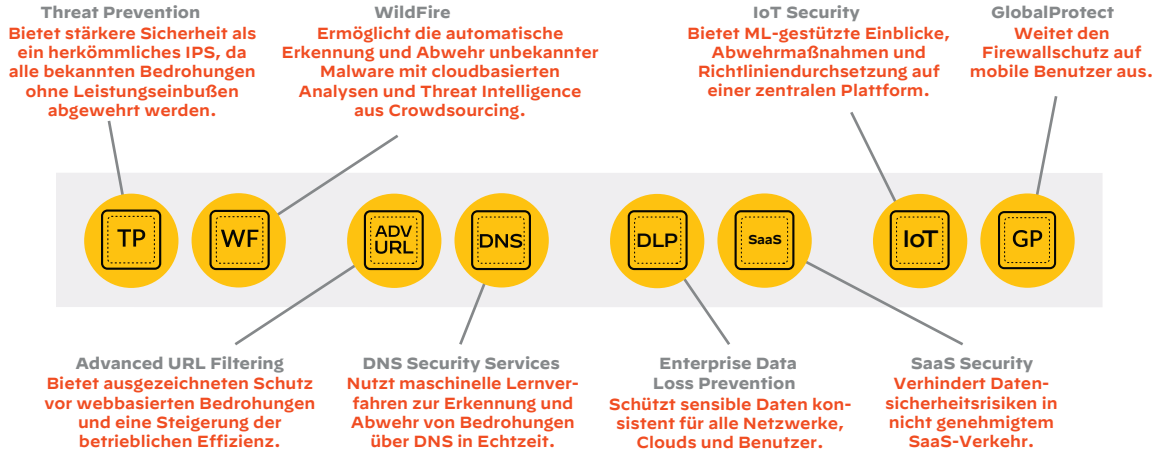 Threat Prevention
Bietet stärkere Sicherheit als
ein herkömmliches IPS, da
alle bekannten Bedrohungen
ohne Leistungseinbußen
abgewehrt werden.
WildFire
Ermöglicht die automatische
Erkennung und Abwehr unbekannter
Malware mit cloudbasierten
Analysen und Threat Intelligence
aus Crowdsourcing.
IoT Security
Bietet ML-gestützte Einblicke,
Abwehrmaßnahmen und
Richtliniendurchsetzung auf
einer zentralen Plattform.
GlobalProtect
Weitet den
Firewallschutz auf
mobile Benutzer aus.
TP
WF
ADV
URL
DNS
DLP
SaaS
IoT
GP
Advanced URL Filtering
Bietet ausgezeichneten Schutz
vor webbasierten Bedrohungen
und eine Steigerung der
betrieblichen Effizienz.
DNS Security Services
Nutzt maschinelle Lernver-
fahren zur Erkennung und
Abwehr von Bedrohungen
über DNS in Echtzeit.
Enterprise Data
Loss Prevention
Schützt sensible Daten kon-
sistent für alle Netzwerke,
Clouds und Benutzer.
SaaS Security
Verhindert Daten-
sicherheitsrisiken in
nicht genehmigtem
SaaS-Verkehr.